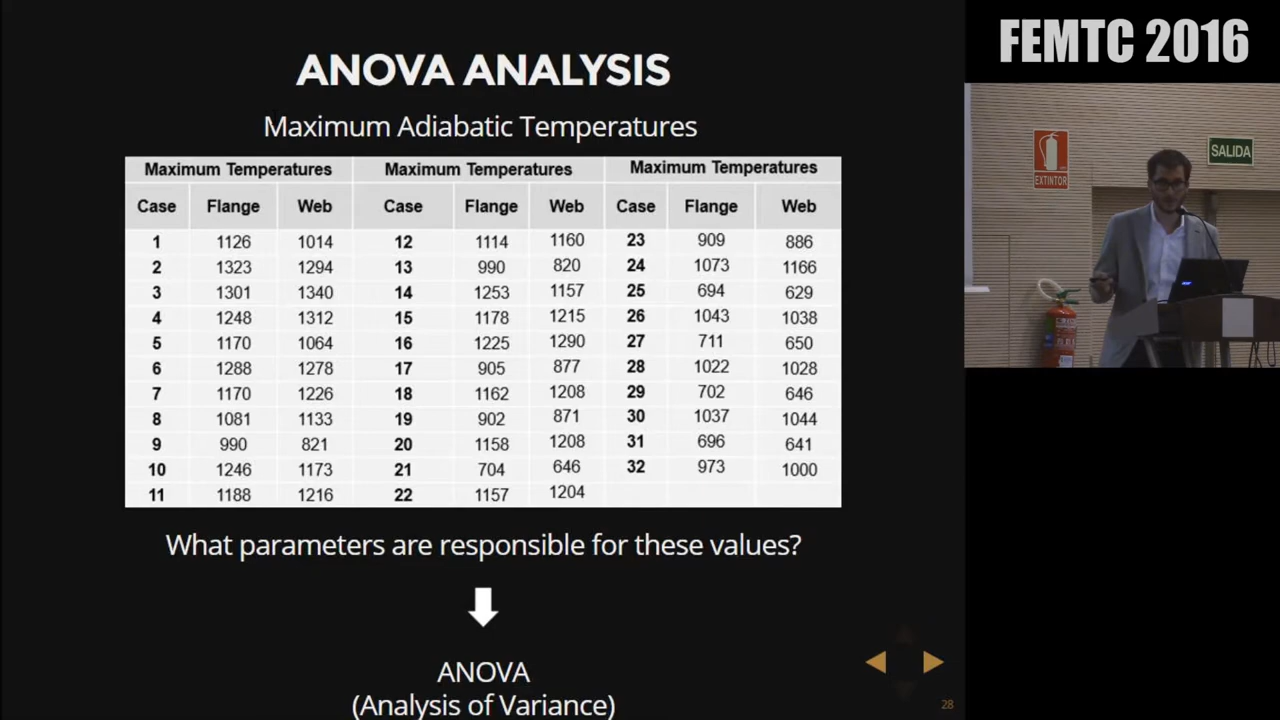 ANOVA ANALYSIS
Maximum Adiabatic Temperatures
Maximum Temperatures Maximum Temperatures Maximum Temperatures
Case Flange Web Case Flange Web Case Flange Web
1 1126 1014 12 1114 1160 23 909 886
2 1323 1294 13 990 820 24 1073 1166
3 1301 1340 14 1253 1157 25 694 629
4 1248 1312 15 1178 1215 26 1043 1038
5 1170 1064 16 1225 1290 27 711 650
6 1288 1278 17 905 877 28 1022 1028
7 1170 1226 18 1162 1208 29 702 646
8 1081 1133 19 902 871 30 1037 1044
9 990 821 20 1158 1208 31 696 641
10 1246 1173 21 704 646 32 973 1000
11 1188 1216 22 1157 1204
What parameters are responsible for these values?
ANOVA
(Analysis of Variance)
28
FEMTC 2016
EXTINTOR
SALIDA